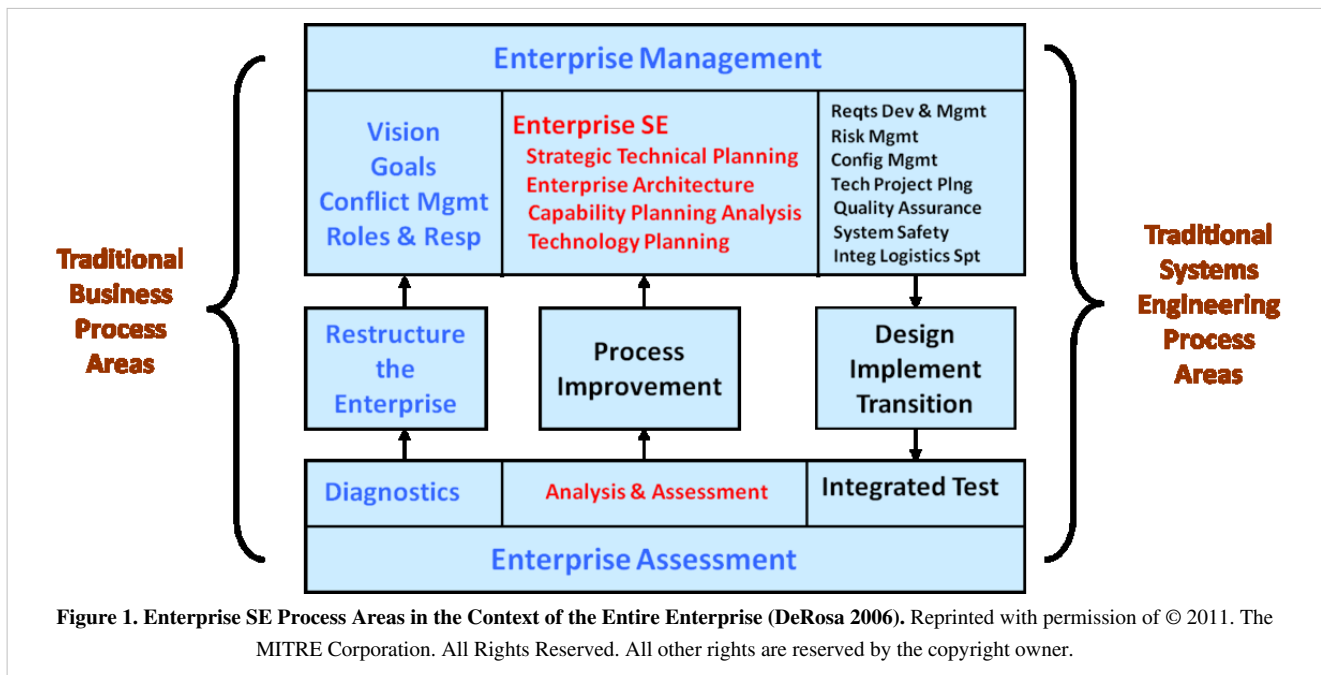 Enterprise Management
Vision
Goals
Conflict Mgmt
Roles & Resp
Enterprise SE
Strategic Technical Planning
Enterprise Architecture
Capability Planning Analysis
Technology Planning
Reqts Dev & Mgmt
Risk Mgmt
Config Mgmt
Tech Project Plng
Quality Assurance
System Safety
Integ Logistics Spt
Traditional
Business
Process
Areas
Traditional
Systems
Engineering
Process
Areas
Restructure
the
Enterprise
Process
Improvement
Design
Implement
Transition
Diagnostics
Analysis & Assessment
Integrated Test
Enterprise Assessment
Figure 1. Enterprise SE Process Areas in the Context of the Entire Enterprise (DeRosa 2006). Reprinted with permission of © 2011. The
MITRE Corporation. All Rights Reserved. All other rights are reserved by the copyright owner.